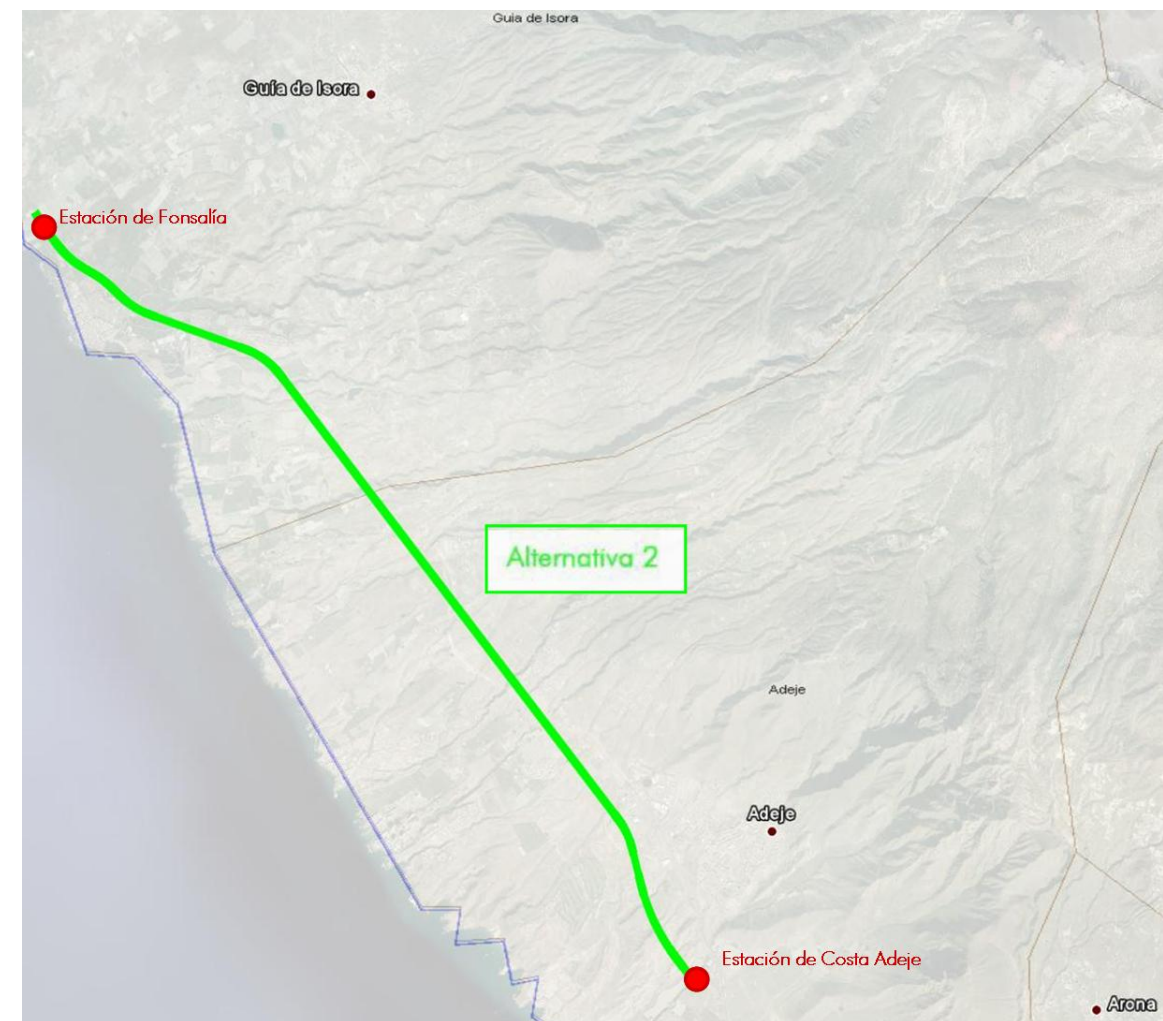 Guia de Isora
Guía de Isora
Estación de Fonsalía
Alternativa 2
Adeje
Adeje
Estación de Costa Adeje
Arona